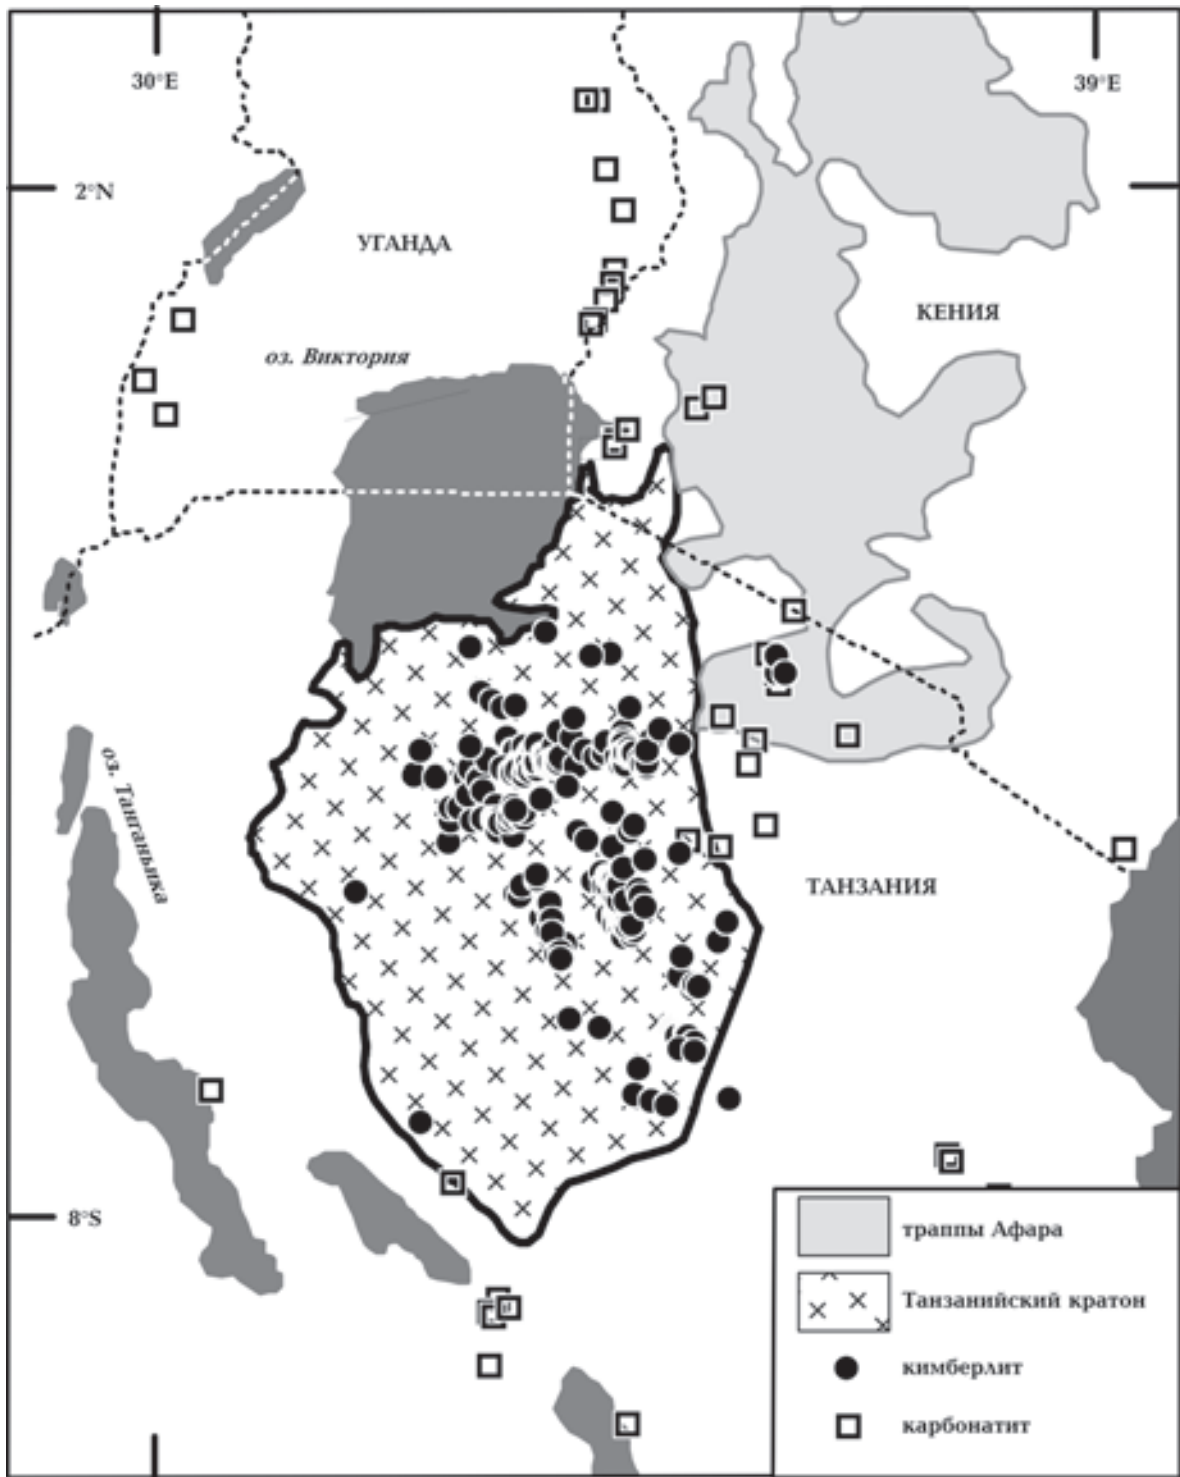 30°E
39°E
2°N
УГАНДА
КЕНИЯ
оз. Виктория
оз. Танганьика
ТАНЗАНИЯ
8°S
траппы Афара
Танзанийский кратон
кимберлит
карбонатит